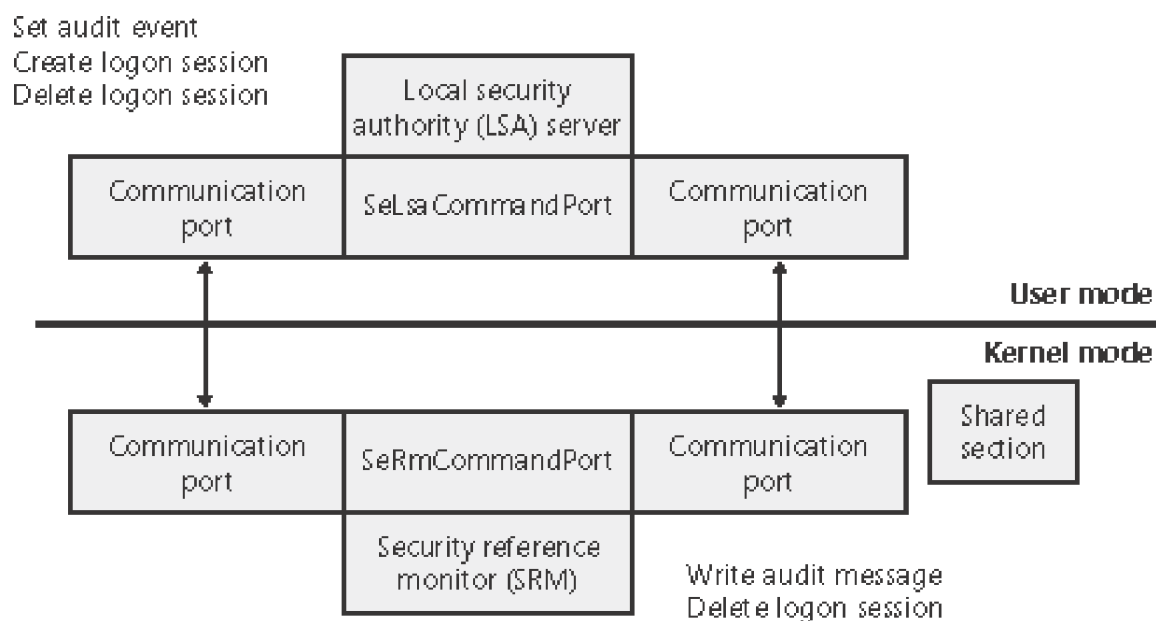 Set audit event
Create logon session
Delete logon session
Local security
authority (LSA) server
Communication
port
SeLsaCommandPort
Communication
port
User mode
Kernel mode
Communication
port
SeRmCommandPort
Communication
port
Shared
section
Security reference
monitor (SRM)
Write audit message
Delete logon session